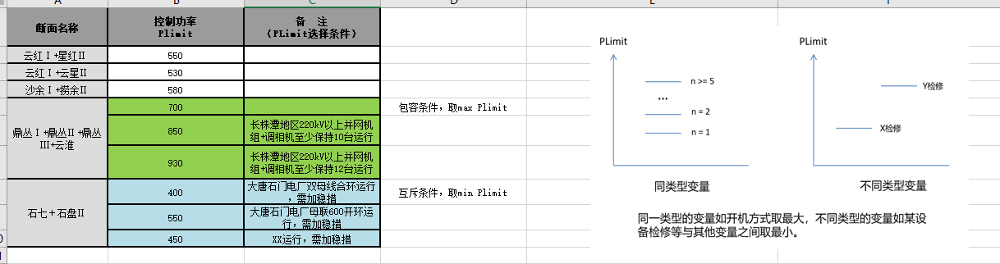 A B C D E F
断面名称
控制功率
Plimit
备 注
(PLimit选择条件)
云红Ⅰ+星红Ⅱ
550
云红Ⅰ+云星Ⅱ
530
沙余Ⅰ+捞余Ⅱ
580
鼎丛Ⅰ+鼎丛Ⅱ+鼎丛
Ⅲ+云淮
700
包容条件，取max Plimit
850
长株潭地区220kV以上并网机
组+调相机至少保持10台运行
930
长株潭地区220kV以上并网机
组+调相机至少保持12台运行
石七＋石盘Ⅱ
400
大唐石门电厂双母线合环运行
，需加稳措
互斥条件，取min Plimit
550
大唐石门电厂母联600开环运
行，需加稳措
450
XX运行，需加稳措
PLimit
n >= 5
...
n = 2
n = 1
同类型变量
PLimit
Y检修
X检修
不同类型变量
同一类型的变量如开机方式取最大，不同类型的变量如某设
备检修等与其他变量之间取最小。